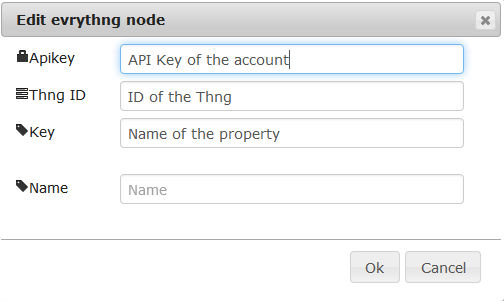 Edit evrythng node
Apikey API Key of the account
Thng ID ID of the Thng
Key Name of the property
Name Name
Ok Cancel